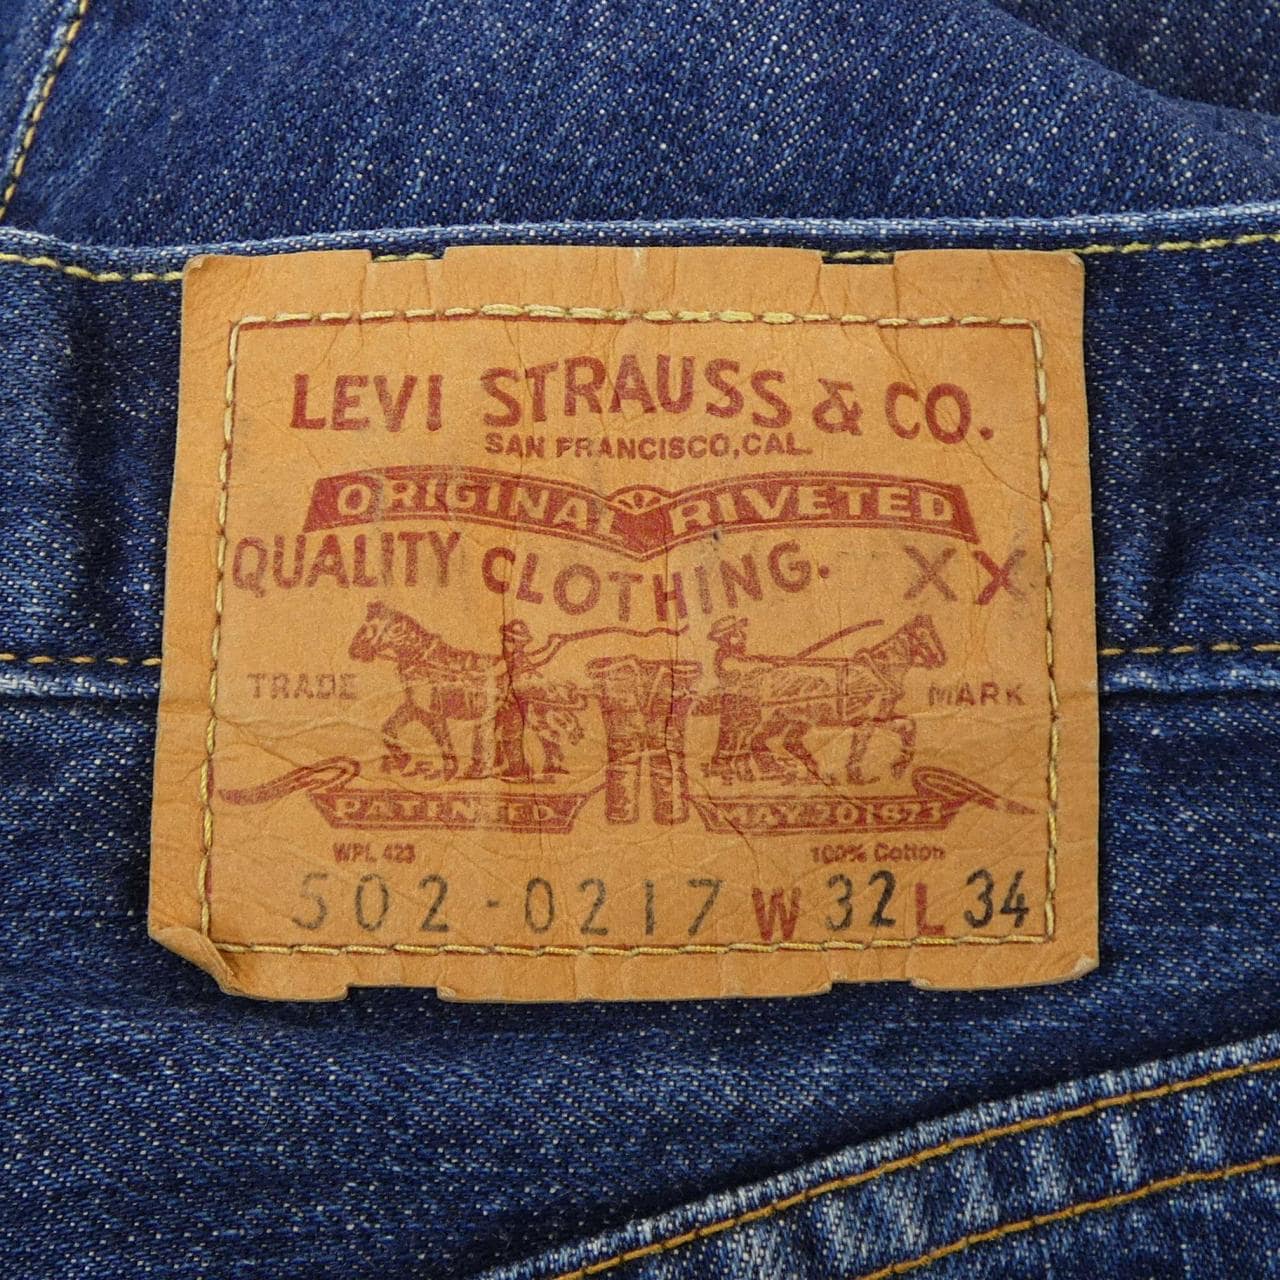 LEVI STRAUSS & CO.
SAN FRANCISCO, CAL.
ORIGINAL RIVETED
QUALITY CLOTHING. XX
TRADE MARK
PATENTED MAY 20 1873
WPL 423 100% Cotton
502-0217 W 32 L 34